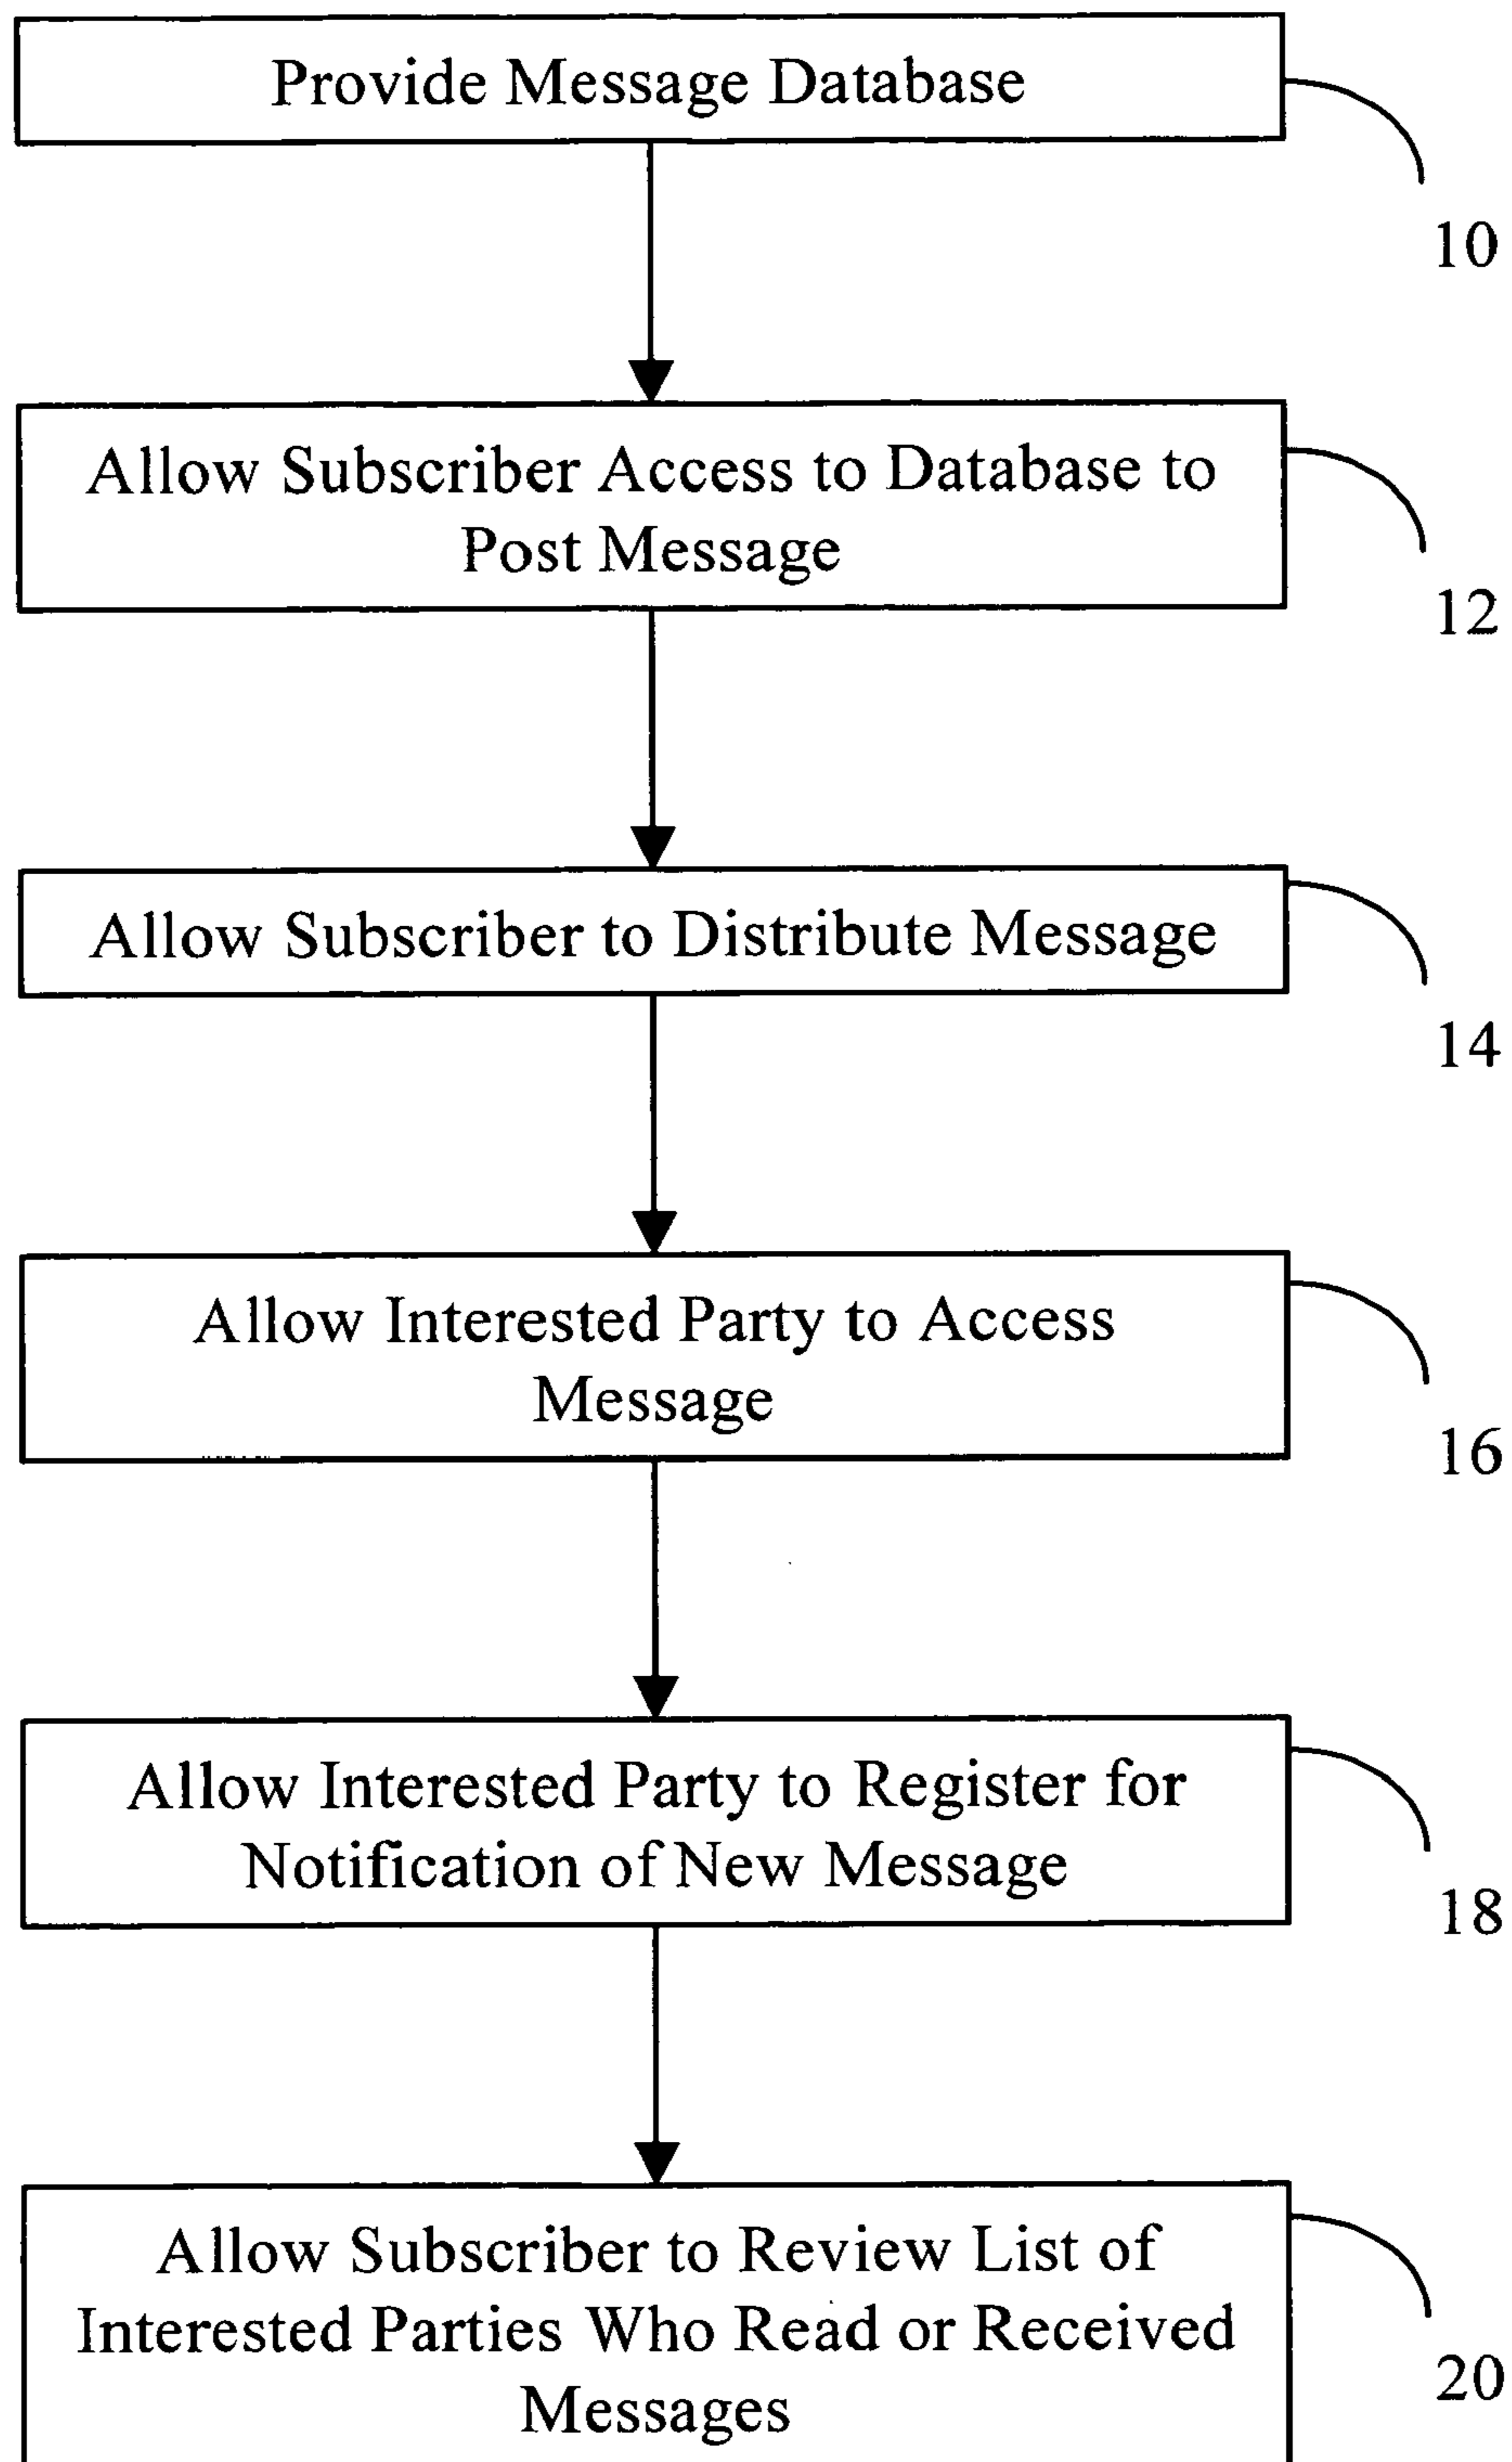 Provide Message Database
10
Allow Subscriber Access to Database to
Post Message
12
Allow Subscriber to Distribute Message
14
Allow Interested Party to Access
Message
16
Allow Interested Party to Register for
Notification of New Message
18
Allow Subscriber to Review List of
Interested Parties Who Read or Received
Messages
20